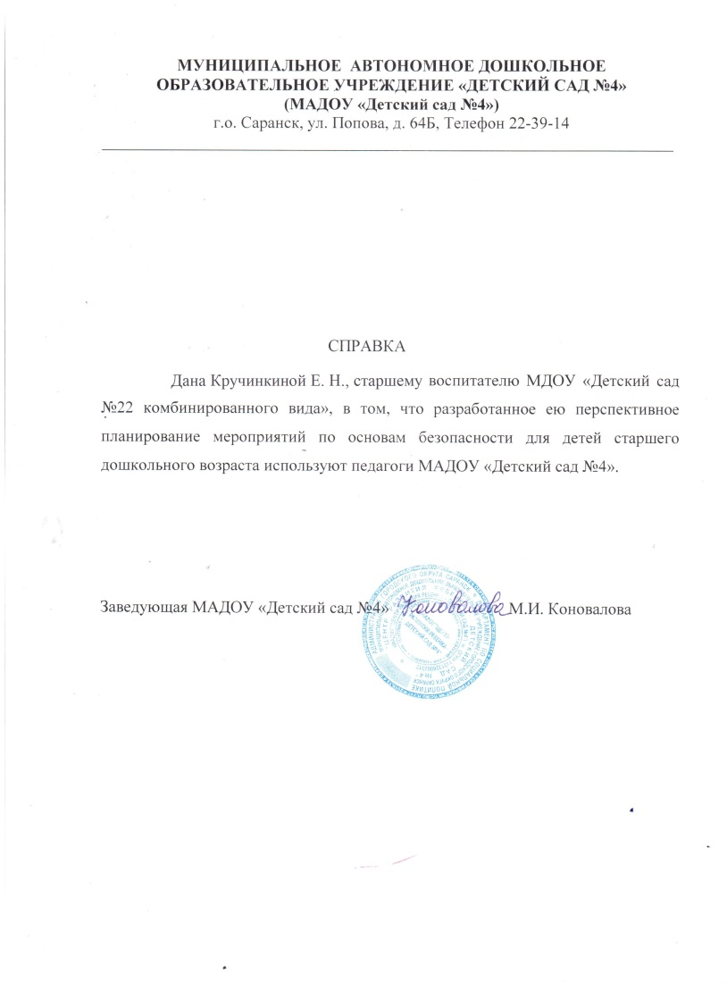 МУНИЦИПАЛЬНОЕ АВТОНОМНОЕ ДОШКОЛЬНОЕ
ОБРАЗОВАТЕЛЬНОЕ УЧРЕЖДЕНИЕ «ДЕТСКИЙ САД №4»
(МАДОУ «Детский сад №4»)
г.о. Саранск, ул. Попова, д. 64Б, Телефон 22-39-14
СПРАВКА
Дана Кручинкиной Е. Н., старшему воспитателю МДОУ «Детский сад
№22 комбинированного вида», в том, что разработанное ею перспективное
планирование мероприятий по основам безопасности для детей старшего
дошкольного возраста используют педагоги МАДОУ «Детский сад №4».
Заведующая МАДОУ «Детский сад №4» Коновалова М.И. Коновалова